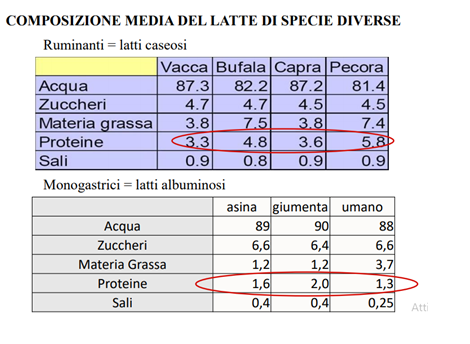 COMPOSIZIONE MEDIA DEL LATTE DI SPECIE DIVERSE
Ruminanti = latti caseosi
Vacca Bufala Capra Pecora
Acqua 87.3 82.2 87.2 81.4
Zuccheri 4.7 4.7 4.5 4.5
Materia grassa 3.8 7.5 3.8 7.4
Proteine 3.3 4.8 3.6 5.8
Sali 0.9 0.8 0.9 0.9
Monogastrici = latti albuminosi
asina giumenta umano
Acqua 89 90 88
Zuccheri 6,6 6,4 6,6
Materia Grassa 1,2 1,2 3,7
Proteine 1,6 2,0 1,3
Sali 0,4 0,4 0,25
Atti